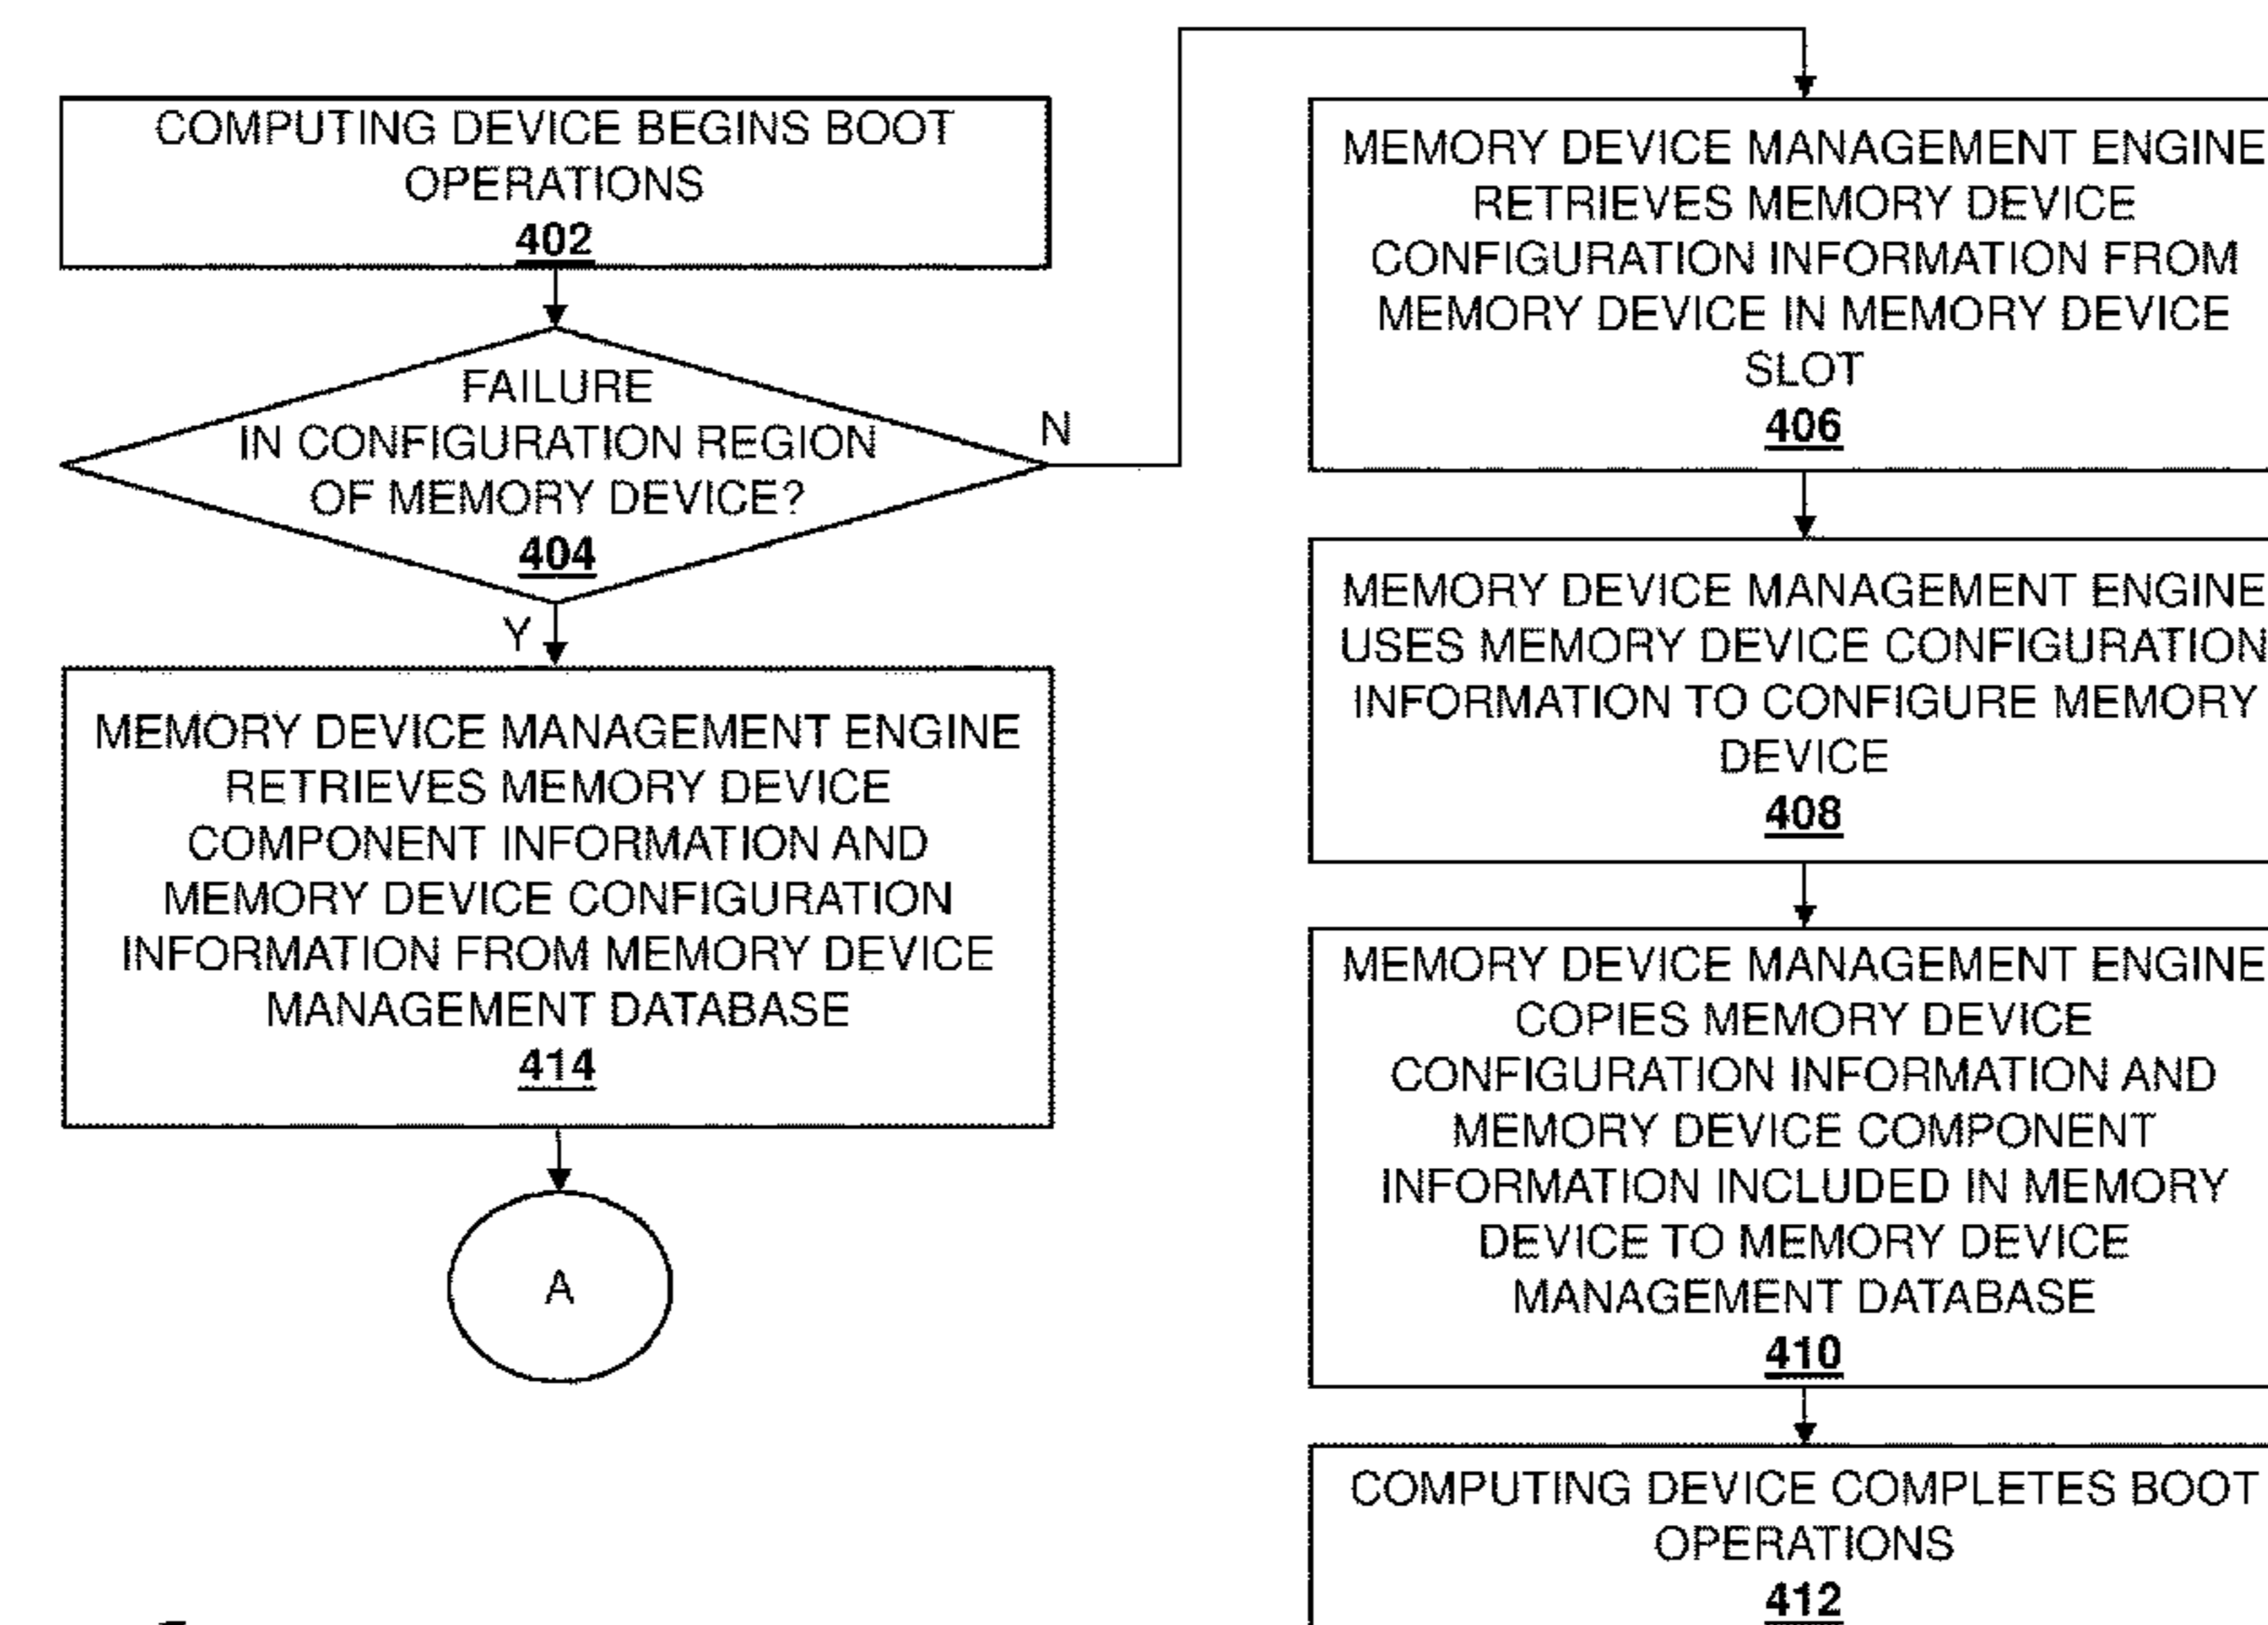 COMPUTING DEVICE BEGINS BOOT
OPERATIONS
402
FAILURE
IN CONFIGURATION REGION
OF MEMORY DEVICE?
404
N
Y
MEMORY DEVICE MANAGEMENT ENGINE
RETRIEVES MEMORY DEVICE
COMPONENT INFORMATION AND
MEMORY DEVICE CONFIGURATION
INFORMATION FROM MEMORY DEVICE
MANAGEMENT DATABASE
414
A
MEMORY DEVICE MANAGEMENT ENGINE
RETRIEVES MEMORY DEVICE
CONFIGURATION INFORMATION FROM
MEMORY DEVICE IN MEMORY DEVICE
SLOT
406
MEMORY DEVICE MANAGEMENT ENGINE
USES MEMORY DEVICE CONFIGURATION
INFORMATION TO CONFIGURE MEMORY
DEVICE
408
MEMORY DEVICE MANAGEMENT ENGINE
COPIES MEMORY DEVICE
CONFIGURATION INFORMATION AND
MEMORY DEVICE COMPONENT
INFORMATION INCLUDED IN MEMORY
DEVICE TO MEMORY DEVICE
MANAGEMENT DATABASE
410
COMPUTING DEVICE COMPLETES BOOT
OPERATIONS
412